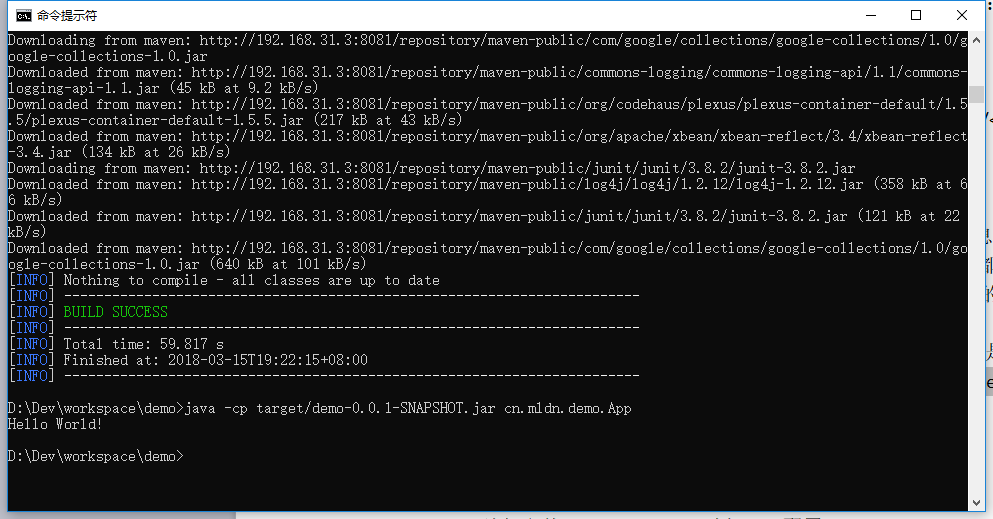 命令提示符
Downloading from maven: http://192.168.31.3:8081/repository/maven-public/com/google/collections/google-collections/1.0/g
oogle-collections-1.0.jar
Downloaded from maven: http://192.168.31.3:8081/repository/maven-public/commons-logging/commons-logging-api/1.1/commons-
logging-api-1.1.jar (45 kB at 9.2 kB/s)
Downloaded from maven: http://192.168.31.3:8081/repository/maven-public/org/codehaus/plexus/plexus-container-default/1.5
.5/plexus-container-default-1.5.5.jar (217 kB at 43 kB/s)
Downloaded from maven: http://192.168.31.3:8081/repository/maven-public/org/apache/xbean/xbean-reflect/3.4/xbean-reflect
-3.4.jar (134 kB at 26 kB/s)
Downloading from maven: http://192.168.31.3:8081/repository/maven-public/junit/junit/3.8.2/junit-3.8.2.jar
Downloaded from maven: http://192.168.31.3:8081/repository/maven-public/log4j/log4j/1.2.12/log4j-1.2.12.jar (358 kB at 6
6 kB/s)
Downloaded from maven: http://192.168.31.3:8081/repository/maven-public/junit/junit/3.8.2/junit-3.8.2.jar (121 kB at 22
kB/s)
Downloaded from maven: http://192.168.31.3:8081/repository/maven-public/com/google/collections/google-collections/1.0/go
ogle-collections-1.0.jar (640 kB at 101 kB/s)
[INFO] Nothing to compile - all classes are up to date
[INFO] ------------------------------------------------------------------------
[INFO] BUILD SUCCESS
[INFO] ------------------------------------------------------------------------
[INFO] Total time: 59.817 s
[INFO] Finished at: 2018-03-15T19:22:15+08:00
[INFO] ------------------------------------------------------------------------
D:\Dev\workspace\demo>java -cp target/demo-0.0.1-SNAPSHOT.jar cn.mldn.demo.App
Hello World!
D:\Dev\workspace\demo>